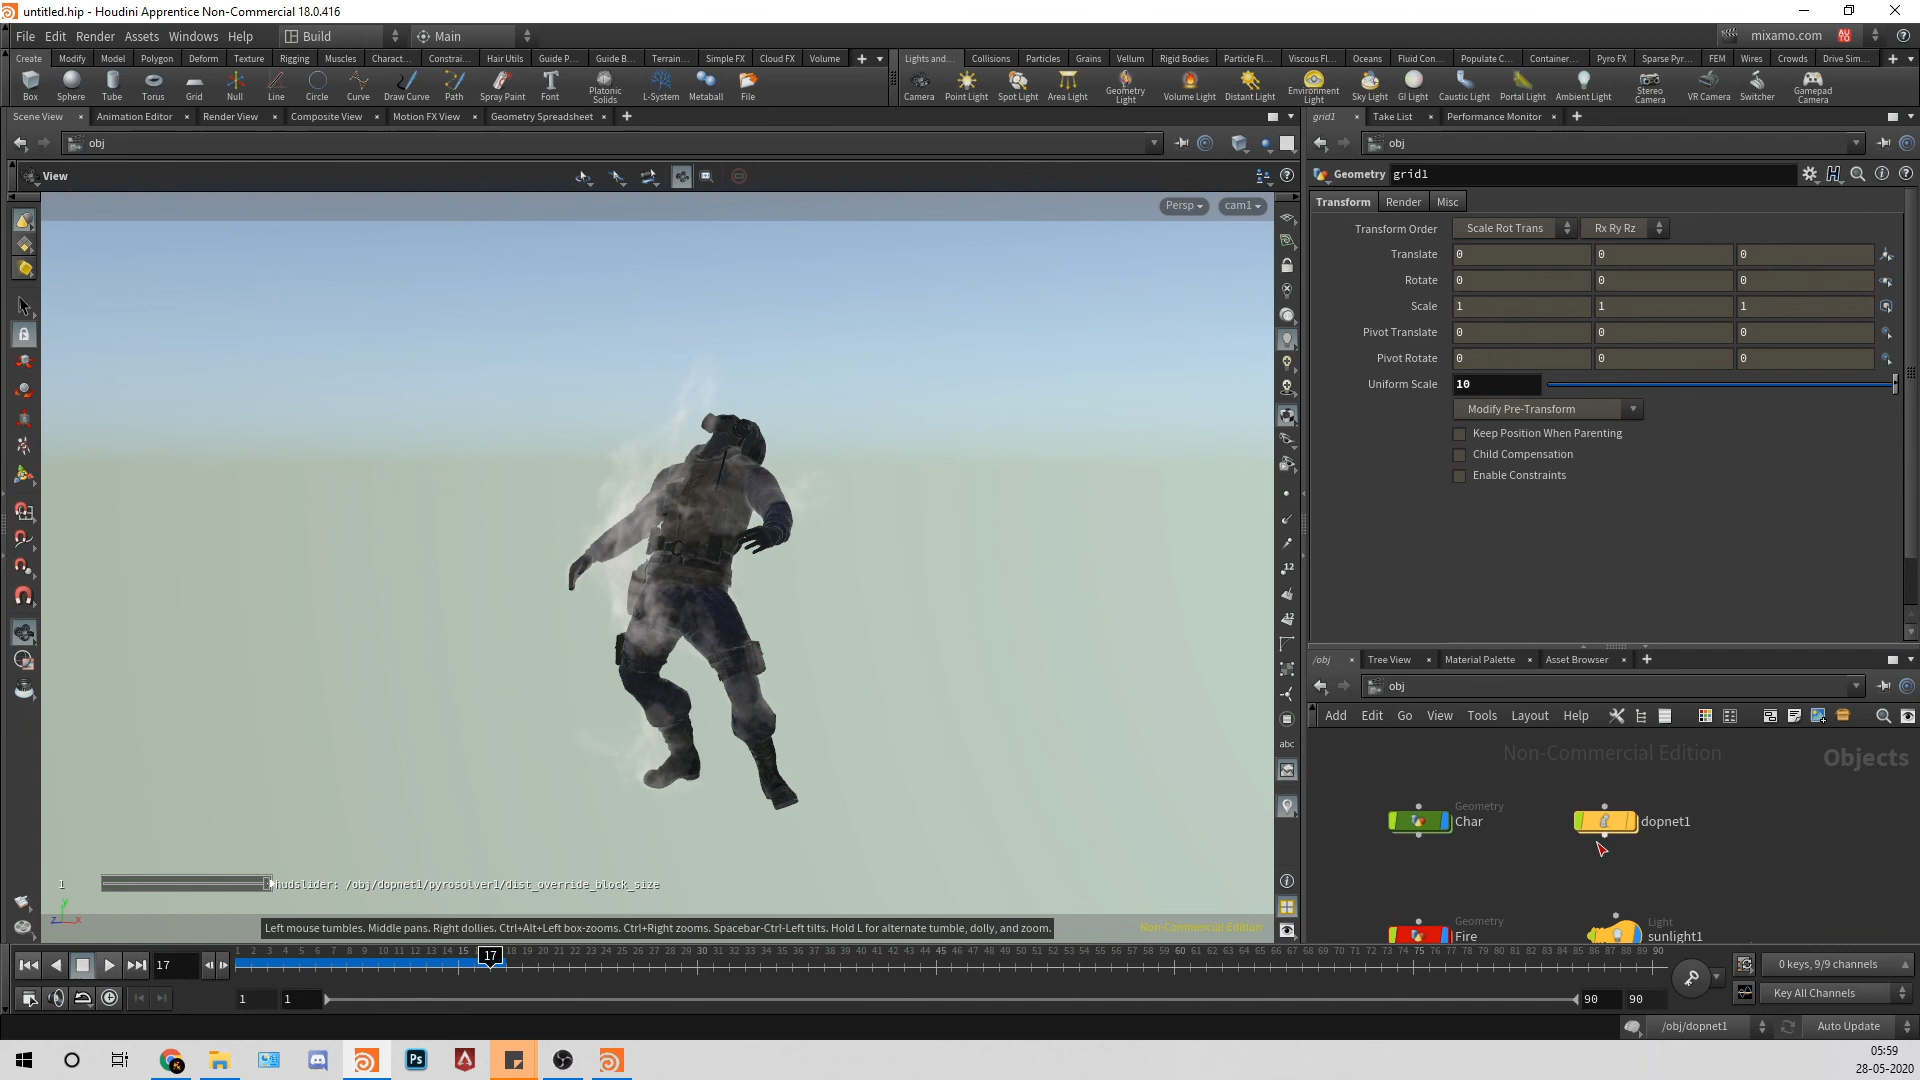 untitled.hip - Houdini Apprentice Non-Commercial 18.0.416
File Edit Render Assets Windows Help Build Main mixamo.com
Create Modify Model Polygon Deform Texture Rigging Muscles Charact... Constrai... Hair Utils Guide P... Guide B... Terrain... Simple FX Cloud FX Volume
Lights and... Collisions Particles Grains Vellum Rigid Bodies Particle Fl... Viscous Fl... Oceans Fluid Con... Populate C... Container... Pyro FX Sparse Pyr... FEM Wires Crowds Drive Sim...
Box Sphere Tube Torus Grid Null Line Circle Curve Draw Curve Path Spray Paint Font Platonic Solids L-System Metaball File
Camera Point Light Spot Light Area Light Geometry Light Volume Light Distant Light Environment Light Sky Light GI Light Caustic Light Portal Light Ambient Light Stereo Camera VR Camera Switcher Gamepad Camera
Scene View Animation Editor Render View Composite View Motion FX View Geometry Spreadsheet
grid1 Take List Performance Monitor
obj
obj
View
Geometry grid1
Persp cam1
Transform Render Misc
Transform Order Scale Rot Trans Rx Ry Rz
Translate 0 0 0
Rotate 0 0 0
Scale 1 1 1
Pivot Translate 0 0 0
Pivot Rotate 0 0 0
Uniform Scale 10
Modify Pre-Transform
Keep Position When Parenting
Child Compensation
Enable Constraints
12
12
abc
/obj Tree View Material Palette Asset Browser
obj
Add Edit Go View Tools Layout Help
Non-Commercial Edition Objects
Geometry
Char dopnet1
Geometry
Fire
Light
sunlight1
1 hudslider: /obj/dopnet1/pyrosolver1/dist_override_block_size
y
z x
Left mouse tumbles. Middle pans. Right dollies. Ctrl+Alt+Left box-zooms. Ctrl+Right zooms. Spacebar-Ctrl-Left tilts. Hold L for alternate tumble, dolly, and zoom.
Non-Commercial Edition
17 17
0 keys, 9/9 channels
1 1 90 90
Key All Channels
/obj/dopnet1 Auto Update
Ps
05:59
28-05-2020